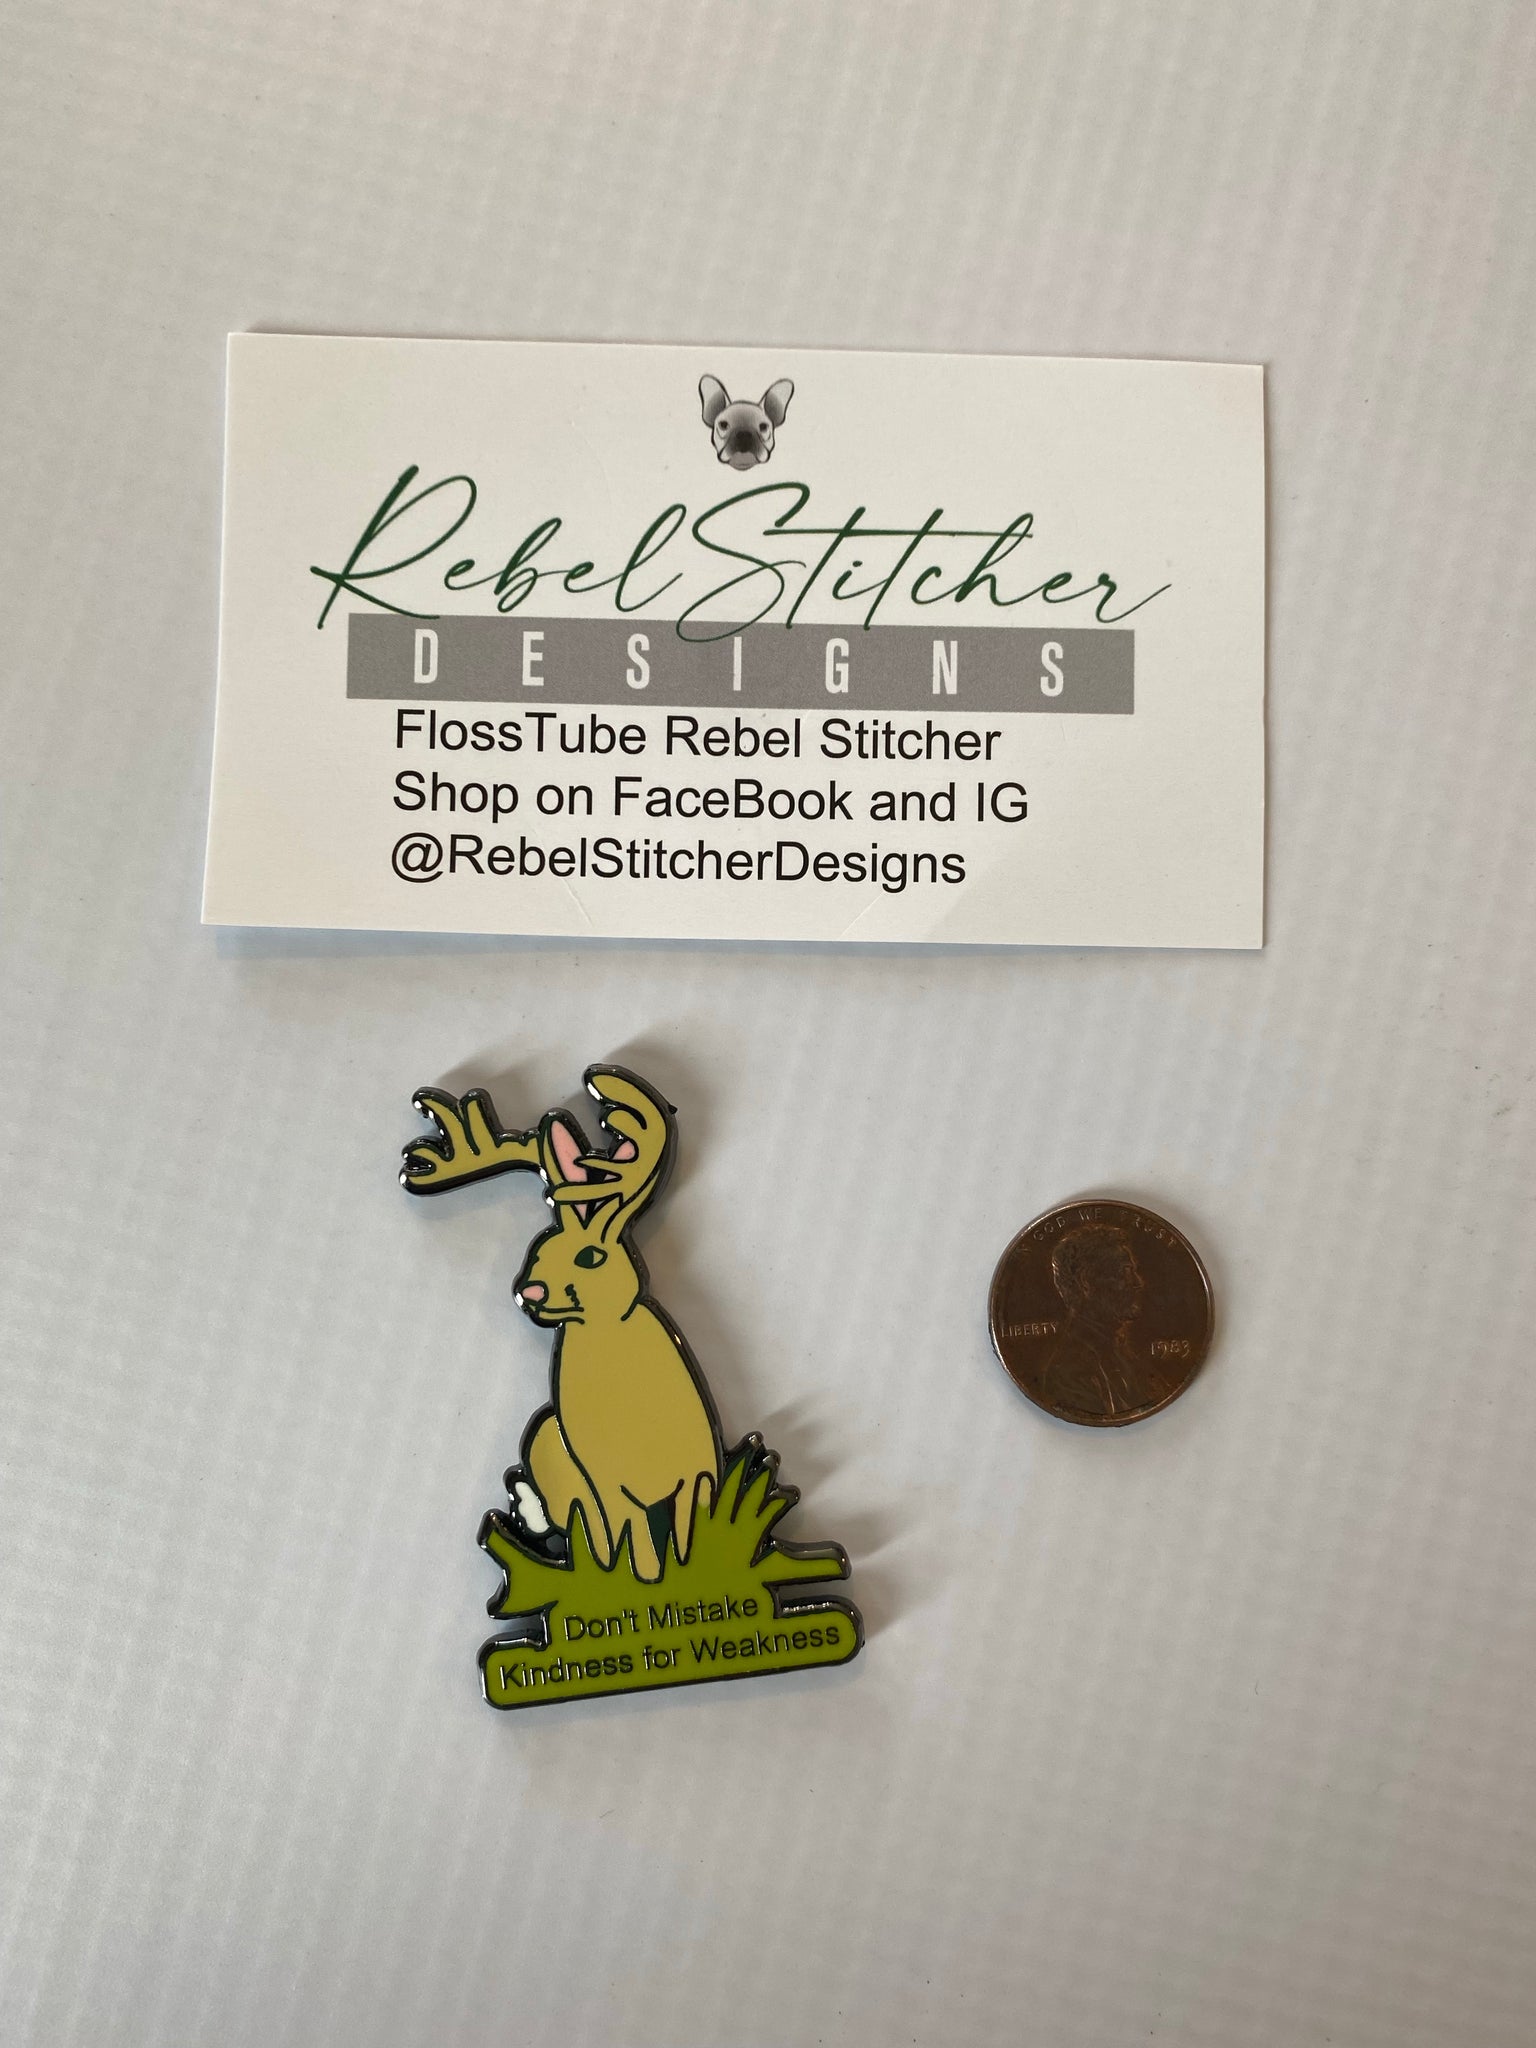 RebelStitcher
DESIGNS
FlossTube Rebel Stitcher
Shop on FaceBook and IG
@RebelStitcherDesigns
IN GOD WE TRUST
LIBERTY
1983
Don't Mistake
Kindness for Weakness